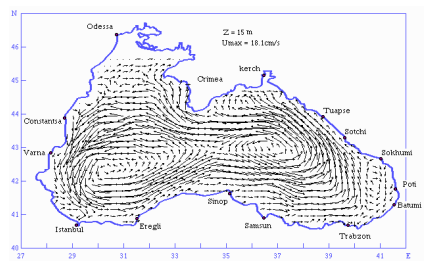 N
Odessa
Z = 15 m
Umax = 18.1cm/s
46
kerch
Crimea
45
Tuapse
44
Constansa
Sotchi
43
Varna
Sokhumi
42
Poti
Sinop
Batumi
41
Istanbul
Eregli
Samsun
Trabzon
40
27 29 31 33 35 37 39 41 E